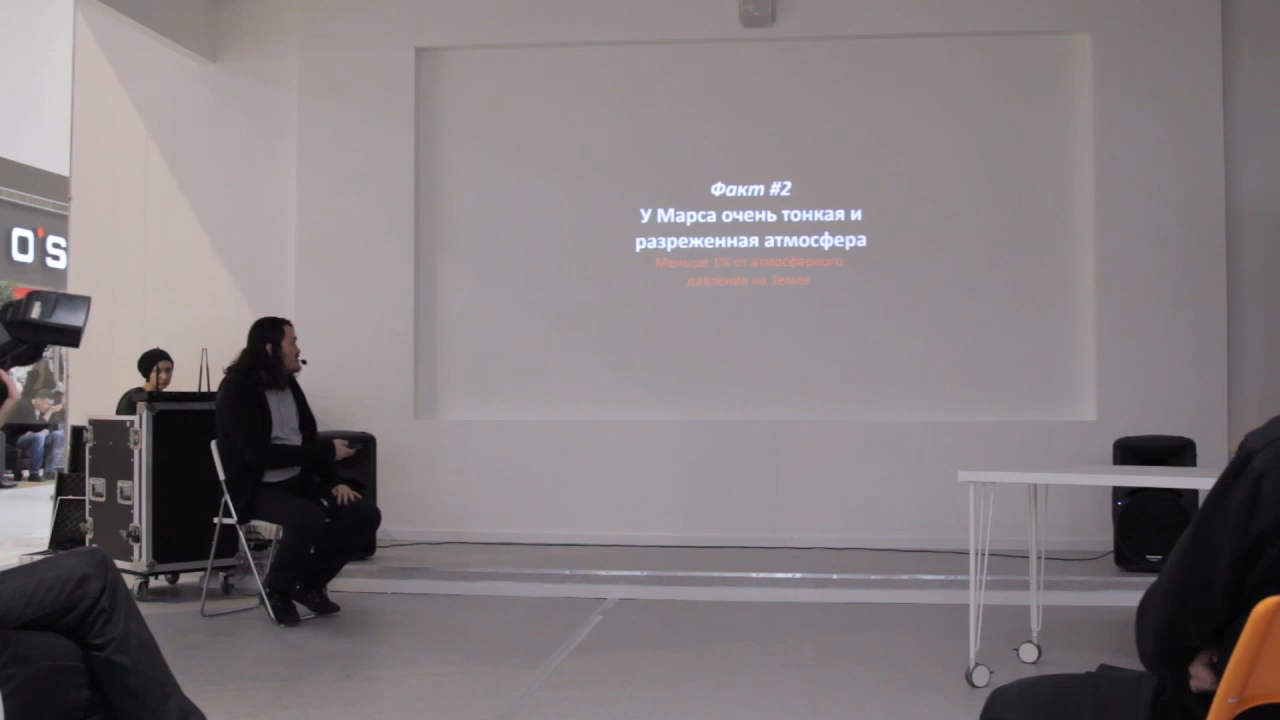 O'S
Факт #2
У Марса очень тонкая и
разреженная атмосфера
Меньше 1% от атмосферного
давления на Земле